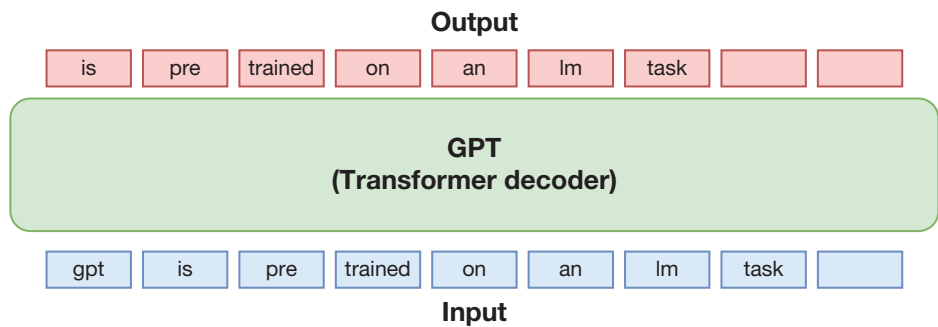 Output
is pre trained on an lm task
GPT
(Transformer decoder)
gpt is pre trained on an lm task
Input